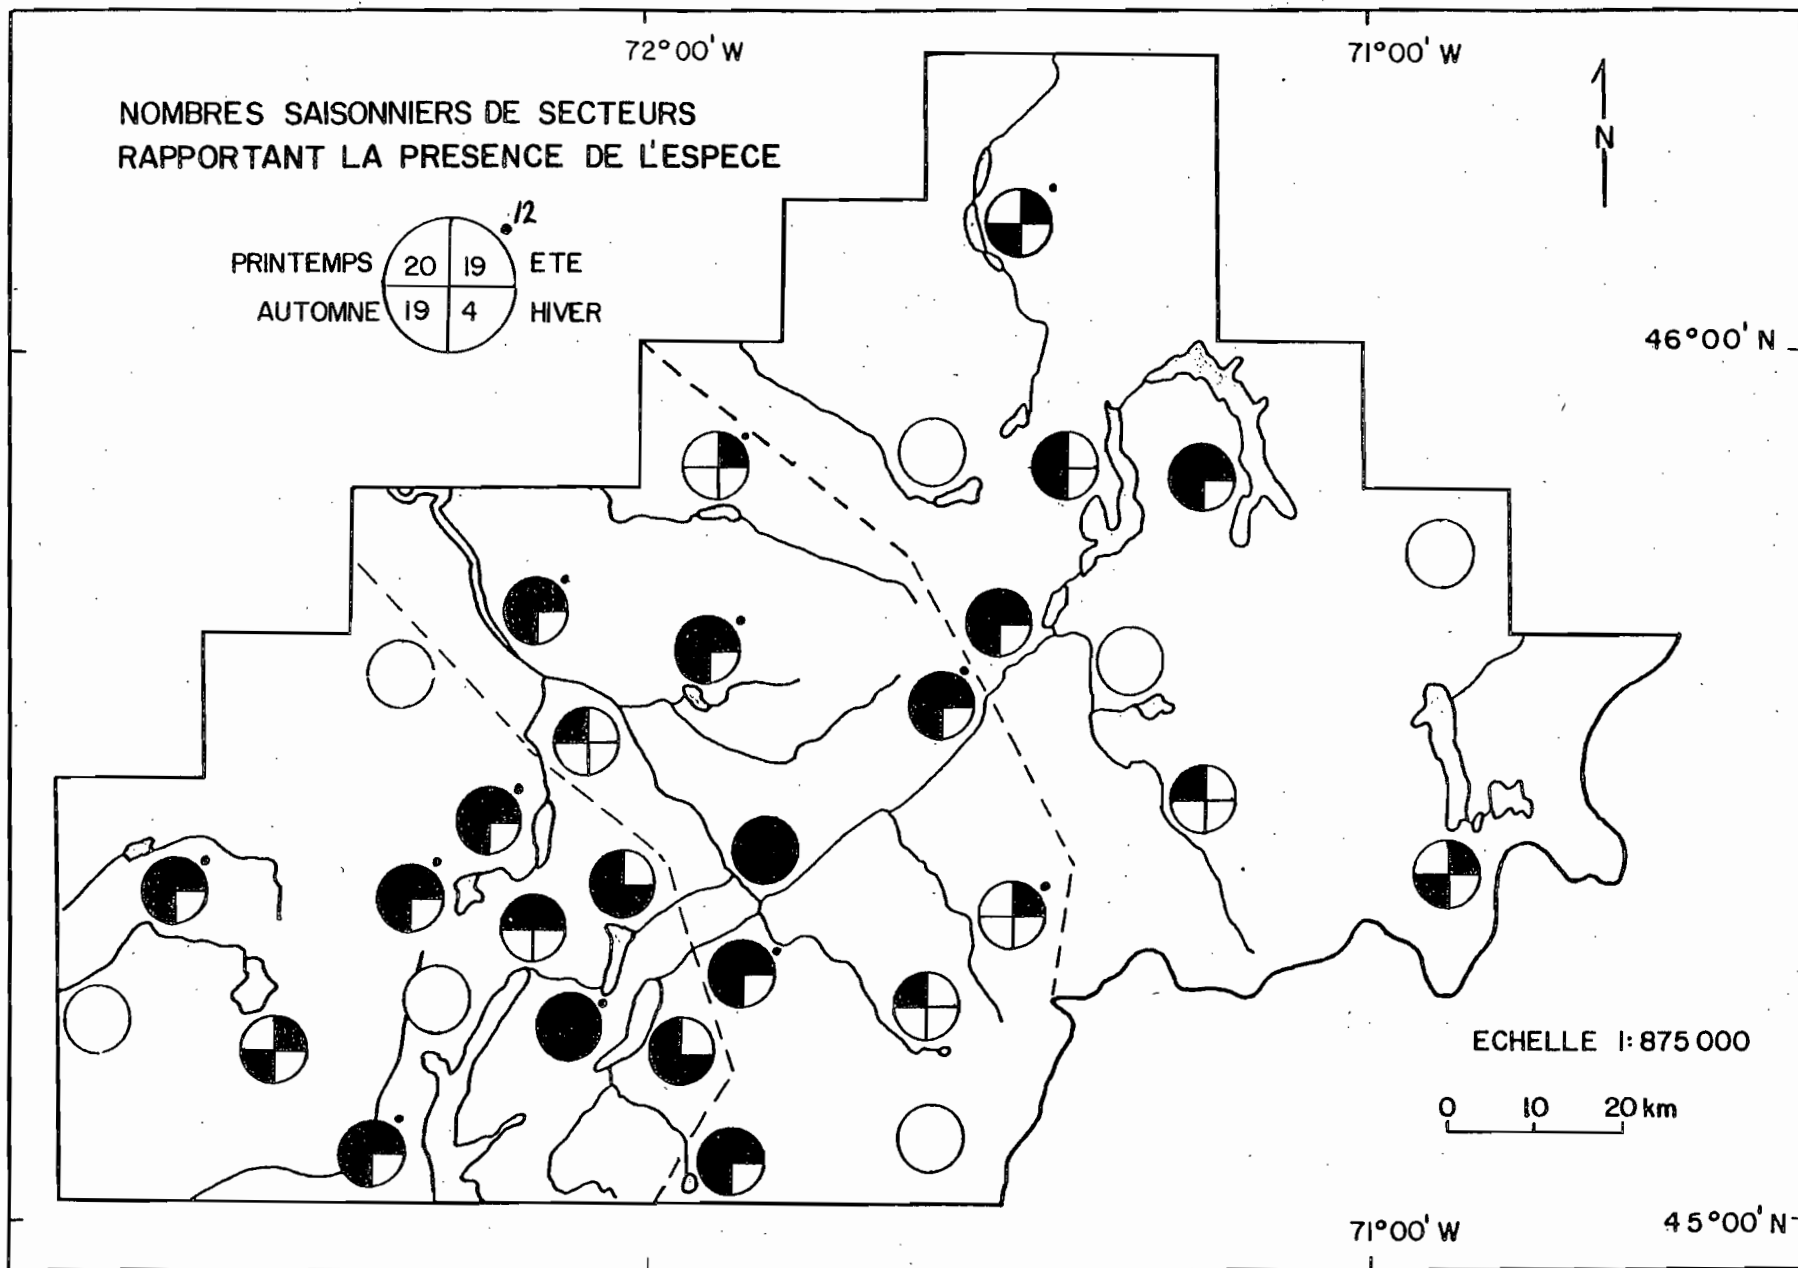 72°00' W
71°00' W
NOMBRES SAISONNIERS DE SECTEURS
RAPPORTANT LA PRESENCE DE L'ESPECE
N
12
PRINTEMPS 20 19 ETE
AUTOMNE 19 4 HIVER
46°00' N
ECHELLE 1:875 000
0 10 20 km
71°00' W
45°00' N